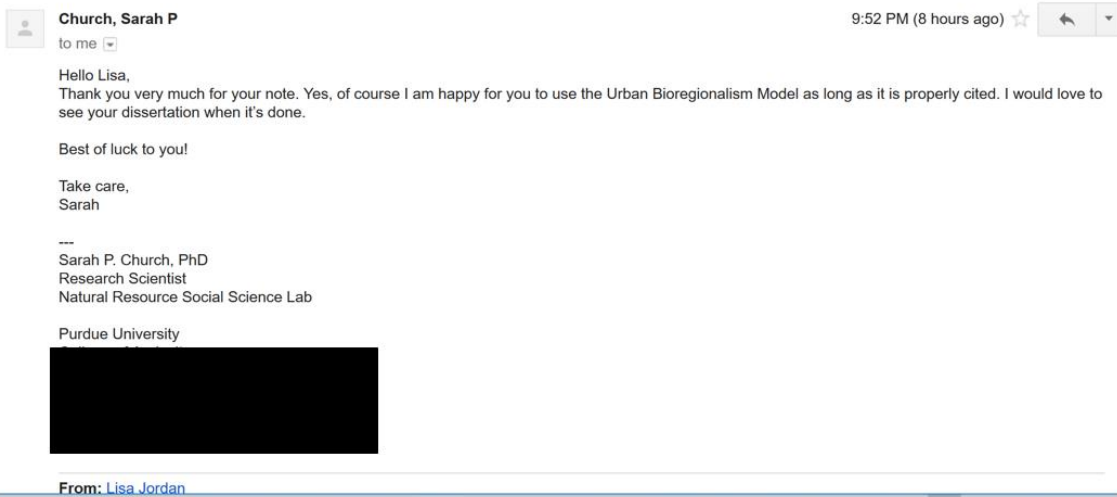 Church, Sarah P
9:52 PM (8 hours ago)
to me
Hello Lisa,
Thank you very much for your note. Yes, of course I am happy for you to use the Urban Bioregionalism Model as long as it is properly cited. I would love to
see your dissertation when it's done.
Best of luck to you!
Take care,
Sarah
---
Sarah P. Church, PhD
Research Scientist
Natural Resource Social Science Lab
Purdue University
From: Lisa Jordan